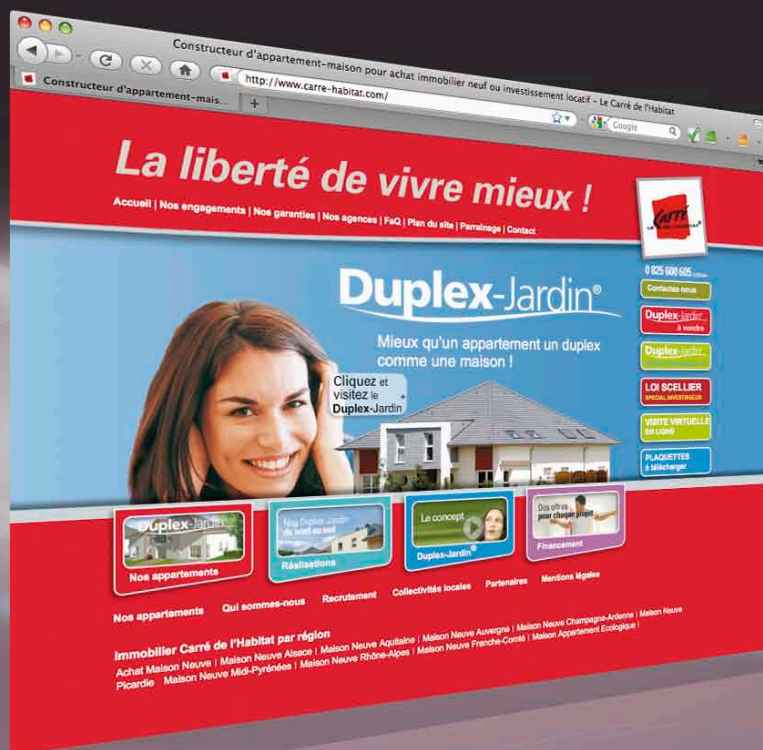 Constructeur d'appartement-maison pour achat immobilier neuf ou investissement locatif - Le Carré de l'Habitat
http://www.carre-habitat.com/
Google
Constructeur d'appartement-mais...
La liberté de vivre mieux !
Accueil | Nos engagements | Nos garanties | Nos agences | FaQ | Plan du site | Parrainage | Contact
Carré
0 825 600 605
Contactez-nous
Duplex-Jardin®
à vendre
Duplex-Jardin
LOI SCELLIER
SPECIAL INVESTISSEUR
VISITE VIRTUELLE
EN LIGNE
PLAQUETTES
à télécharger
Duplex-Jardin®
Mieux qu'un appartement un duplex
comme une maison !
Cliquez et
visitez le
Duplex-Jardin
Duplex-Jardin
Nos appartements
Nos Duplex-Jardin
du nord au sud
Réalisations
Le concept
Duplex-Jardin®
Des offres
pour chaque projet
Financement
Nos appartements Qui sommes-nous Recrutement Collectivités locales Partenaires Mentions légales
Immobilier Carré de l'Habitat par région
Achat Maison Neuve | Maison Neuve Alsace | Maison Neuve Aquitaine | Maison Neuve Auvergne | Maison Neuve Champagne-Ardenne | Maison Neuve
Picardie Maison Neuve Midi-Pyrénées | Maison Neuve Rhône-Alpes | Maison Neuve Franche-Comté | Maison Appartement Ecologique |